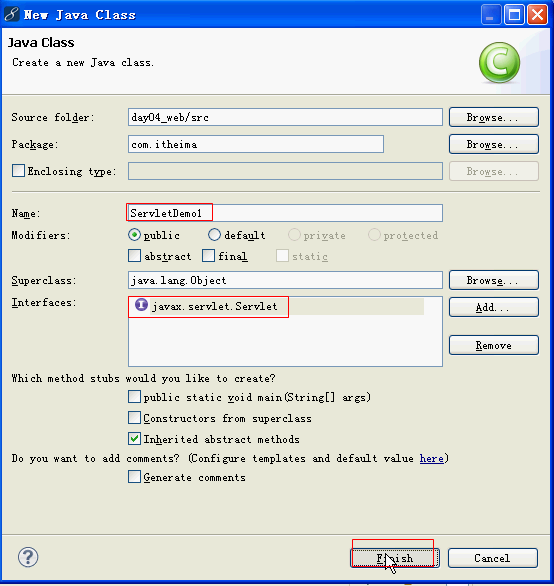 New Java Class
Java Class
Create a new Java class.
Source folder: day04_web/src Browse...
Package: com.itheima Browse...
Enclosing type: Browse...
Name: ServletDemo1
Modifiers: public default private protected
abstract final static
Superclass: java.lang.Object Browse...
Interfaces: I javax.servlet.Servlet Add...
Remove
Which method stubs would you like to create?
public static void main(String[] args)
Constructors from superclass
Inherited abstract methods
Do you want to add comments? (Configure templates and default value here)
Generate comments
Finish Cancel